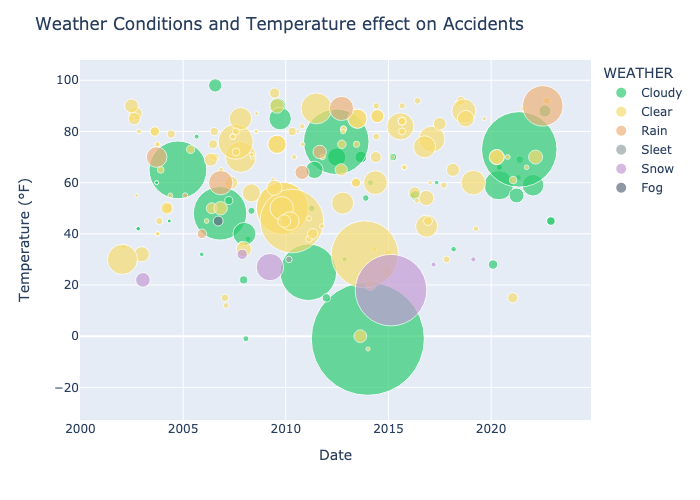 Weather Conditions and Temperature effect on Accidents
WEATHER
Cloudy
Clear
Rain
Sleet
Snow
Fog
Temperature (°F)
100
80
60
40
20
0
−20
2000
2005
2010
2015
2020
Date